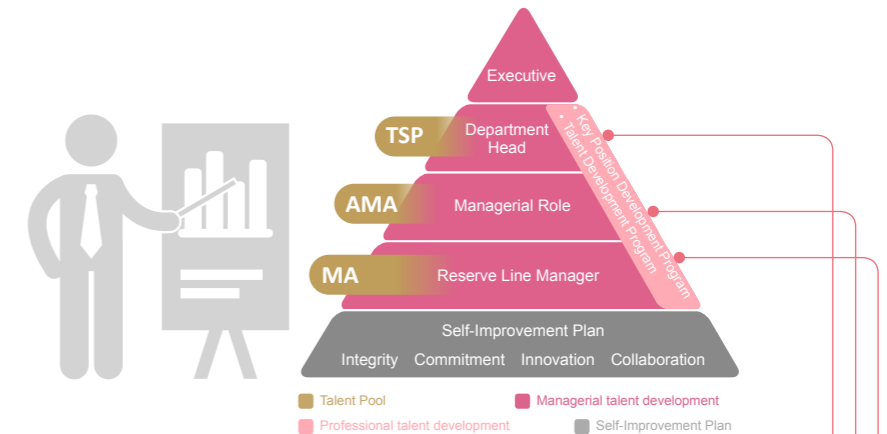 Executive
TSP
Department
Head
• Key Position Development Program
• Talent Development Program
AMA
Managerial Role
MA
Reserve Line Manager
Self-Improvement Plan
Integrity Commitment Innovation Collaboration
Talent Pool
Managerial talent development
Professional talent development
Self-Improvement Plan